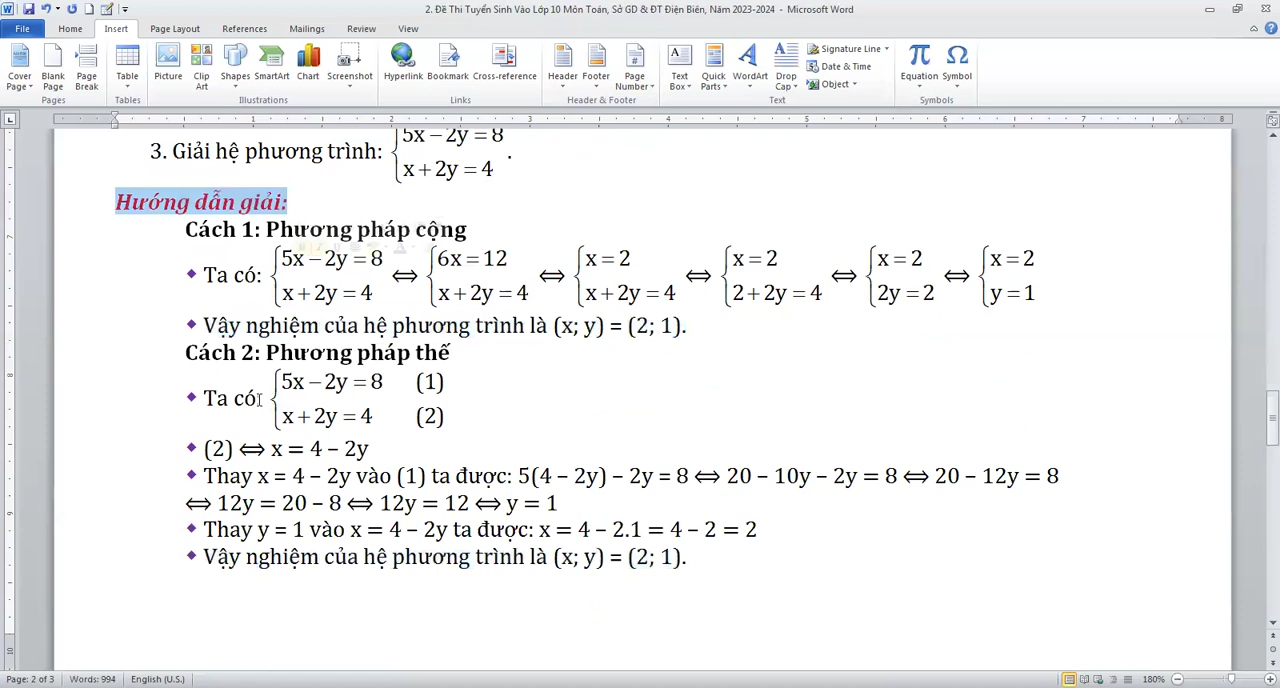 2. Đề Thi Tuyển Sinh Vào Lớp 10 Môn Toán, Sở GD & ĐT Điện Biên, Năm 2023-2024 - Microsoft Word
File Home Insert Page Layout References Mailings Review View
Cover Page Blank Page Page Break Table Picture Clip Art Shapes SmartArt Chart Screenshot Hyperlink Bookmark Cross-reference Header Footer Page Number Text Box Quick Parts WordArt Drop Cap Signature Line Date & Time Object Equation Symbol
Pages Tables Illustrations Links Header & Footer Text Symbols
1 2 3 4 5 6 7 8
5x – 2y = 8
3. Giải hệ phương trình: .
x + 2y = 4
Hướng dẫn giải:
Cách 1: Phương pháp cộng
5x – 2y = 8 6x = 12 x = 2 x = 2 x = 2 x = 2
Ta có: ⇔ ⇔ ⇔ ⇔ ⇔
x + 2y = 4 x + 2y = 4 x + 2y = 4 2 + 2y = 4 2y = 2 y = 1
Vậy nghiệm của hệ phương trình là (x; y) = (2; 1).
Cách 2: Phương pháp thế
5x – 2y = 8 (1)
Ta có
x + 2y = 4 (2)
(2) ⇔ x = 4 – 2y
Thay x = 4 – 2y vào (1) ta được: 5(4 – 2y) – 2y = 8 ⇔ 20 – 10y – 2y = 8 ⇔ 20 – 12y = 8
⇔ 12y = 20 – 8 ⇔ 12y = 12 ⇔ y = 1
Thay y = 1 vào x = 4 – 2y ta được: x = 4 – 2.1 = 4 – 2 = 2
Vậy nghiệm của hệ phương trình là (x; y) = (2; 1).
Page: 2 of 3 Words: 994 English (U.S.) 180%